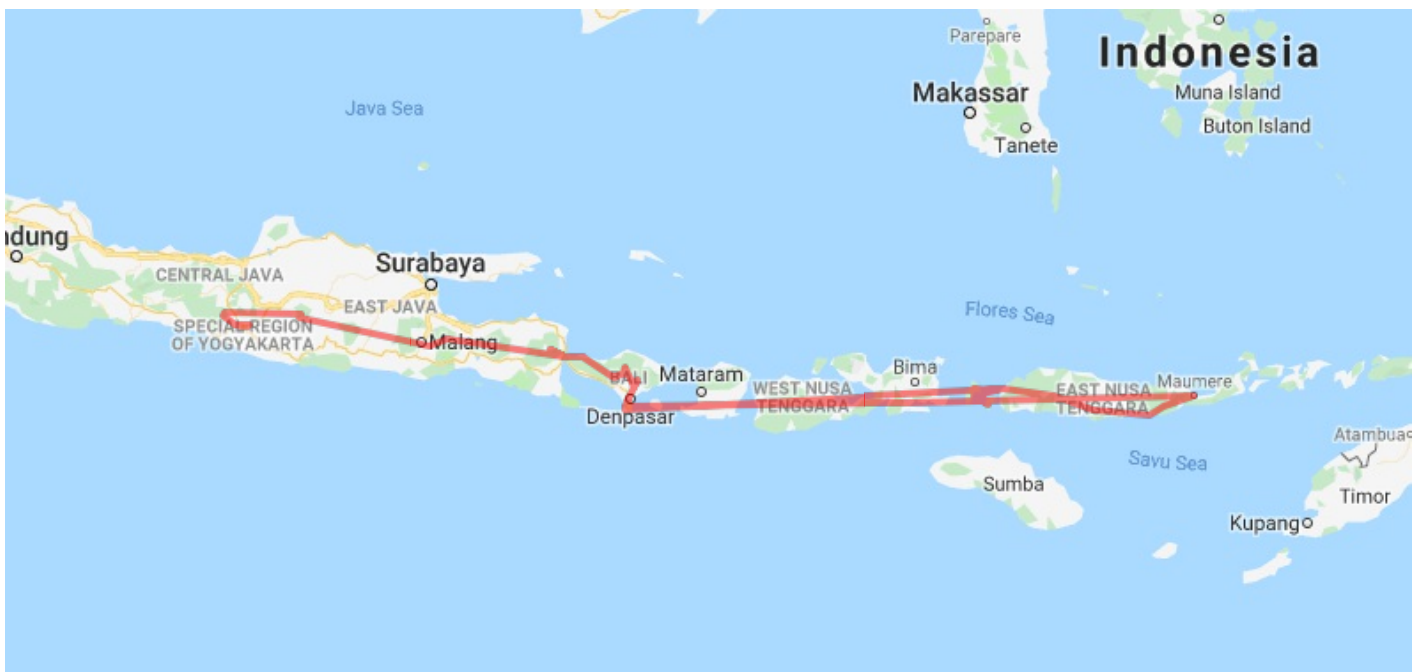 Parepare
Indonesia
Makassar
Muna Island
Java Sea
Buton Island
Tanete
ndung
Surabaya
CENTRAL JAVA
EAST JAVA
Flores Sea
SPECIAL REGION
OF YOGYAKARTA
Malang
BALI
Mataram
Bima
WEST NUSA
TENGGARA
EAST NUSA
TENGGARA
Maumere
Denpasar
Atambua
Savu Sea
Sumba
Timor
Kupang